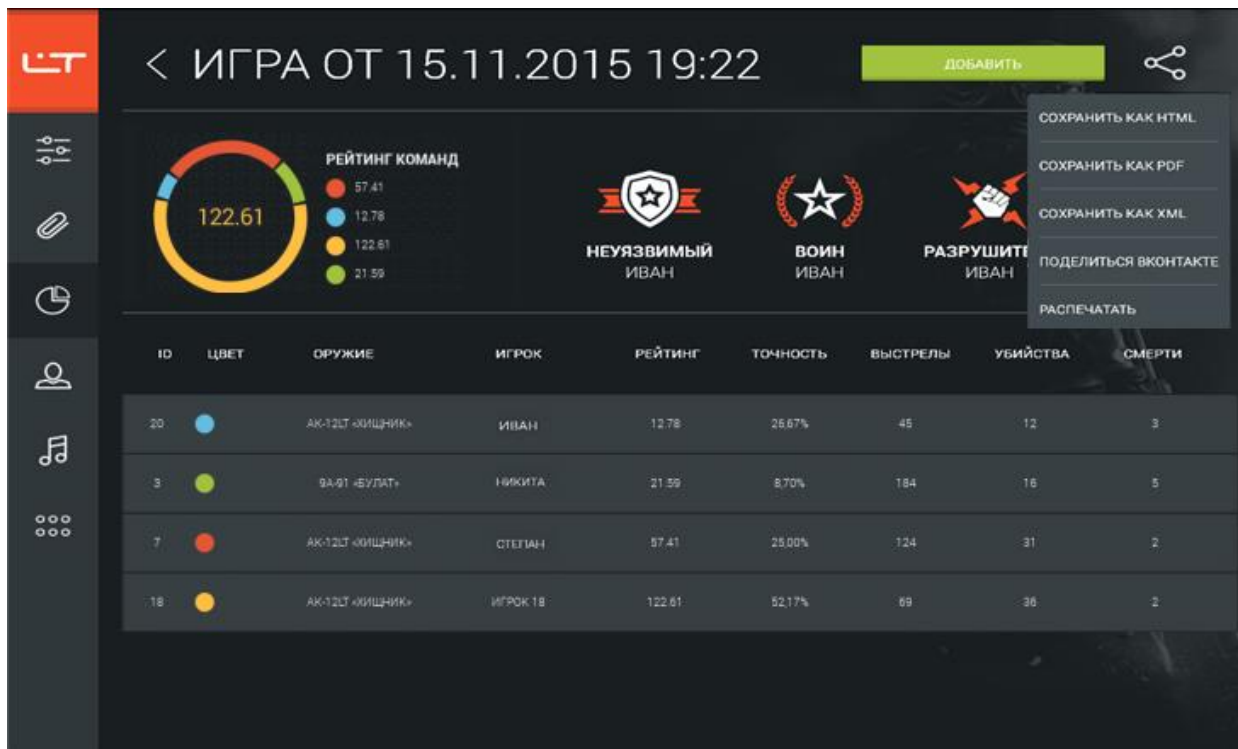 LT
ИГРА ОТ 15.11.2015 19:22
ДОБАВИТЬ
СОХРАНИТЬ КАК HTML
СОХРАНИТЬ КАК PDF
СОХРАНИТЬ КАК XML
ПОДЕЛИТЬСЯ ВКОНТАКТЕ
РАСПЕЧАТАТЬ
122.61
РЕЙТИНГ КОМАНД
57.41
12.78
122.61
21.59
НЕУЯЗВИМЫЙ
ИВАН
ВОИН
ИВАН
РАЗРУШИТЕ
ИВАН
ID ЦВЕТ ОРУЖИЕ ИГРОК РЕЙТИНГ ТОЧНОСТЬ ВЫСТРЕЛЫ УБИЙСТВА СМЕРТИ
20 АК-12LT «ХИЩНИК» ИВАН 12.78 26,67% 45 12 3
3 9А-91 «БУЛАТ» НИКИТА 21.59 8,70% 184 16 5
7 АК-12LT «ХИЩНИК» СТЕПАН 57.41 25,00% 124 31 2
18 АК-12LT «ХИЩНИК» ИГРОК 18 122.61 52,17% 69 36 2